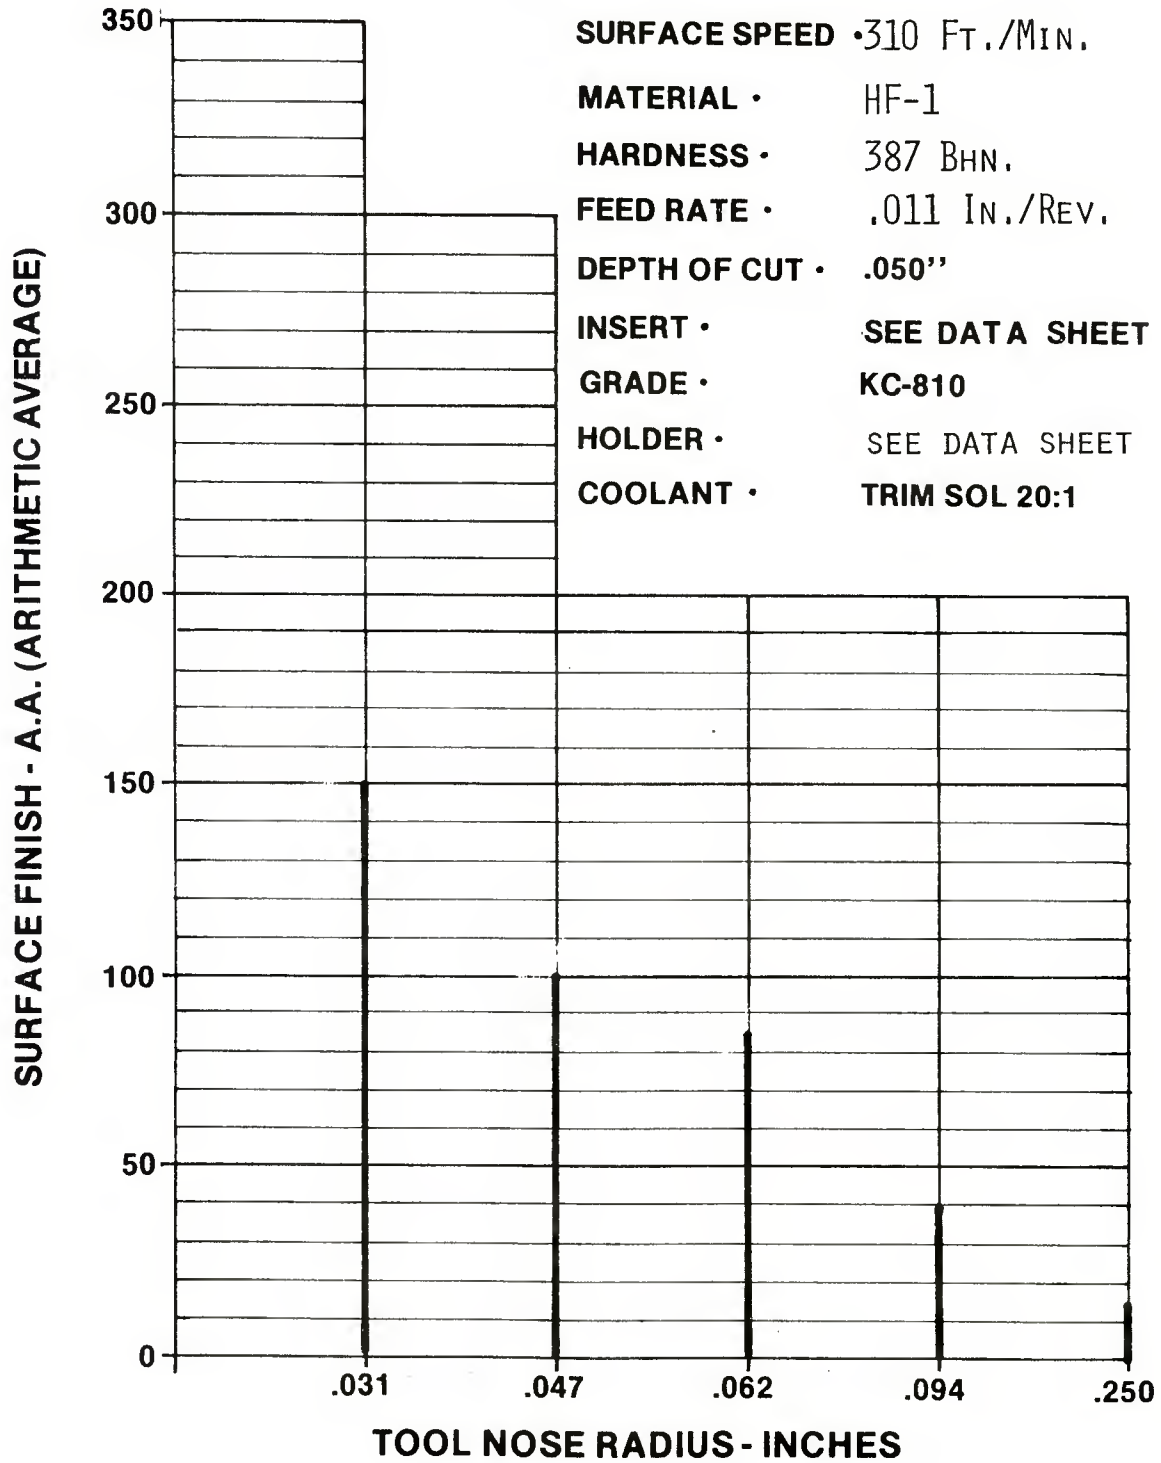 SURFACE SPEED • 310 FT./MIN.
MATERIAL • HF-1
HARDNESS • 387 BHN.
FEED RATE • .011 IN./REV.
DEPTH OF CUT • .050’’
INSERT • SEE DATA SHEET
GRADE • KC-810
HOLDER • SEE DATA SHEET
COOLANT • TRIM SOL 20:1
SURFACE FINISH - A.A. (ARITHMETIC AVERAGE)
350
300
250
200
150
100
50
0
.031 .047 .062 .094 .250
TOOL NOSE RADIUS - INCHES